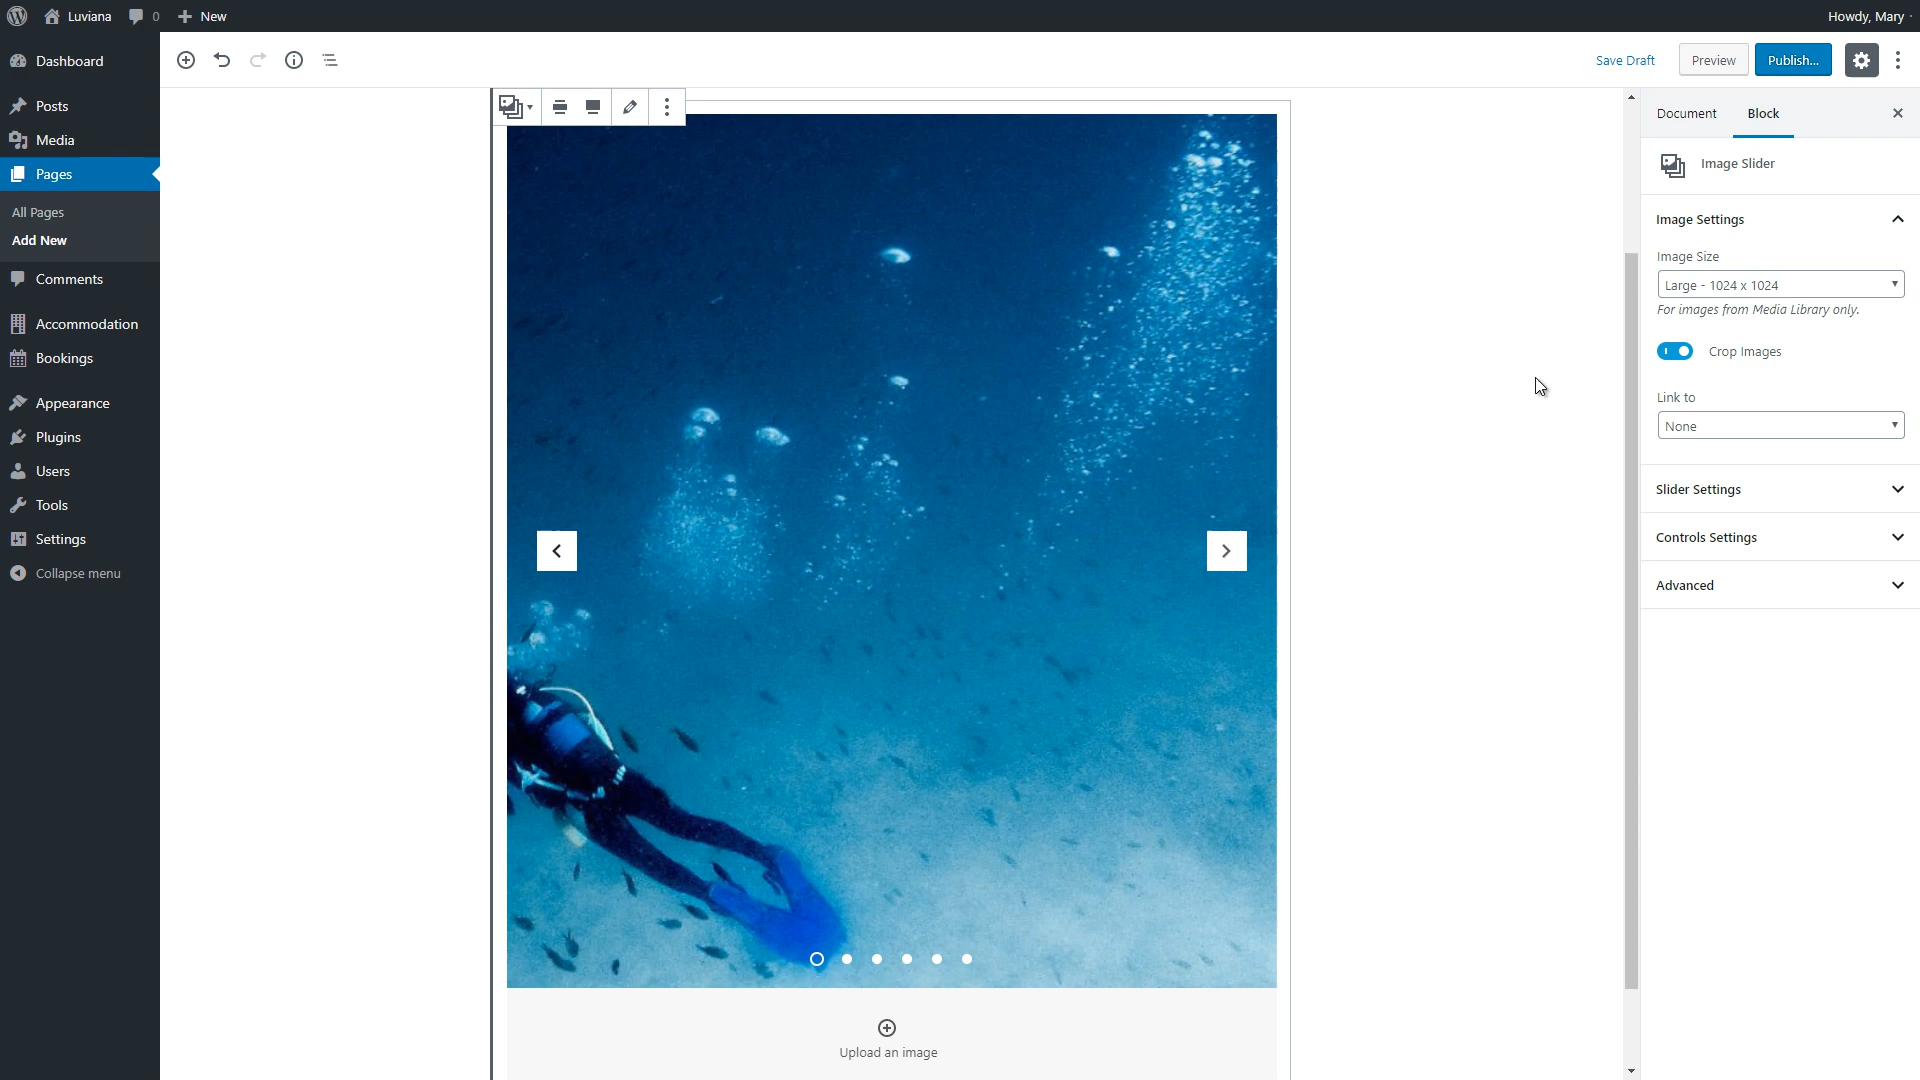 Luviana
0
New
Howdy, Mary
Dashboard
Posts
Media
Pages
All Pages
Add New
Comments
Accommodation
Bookings
Appearance
Plugins
Users
Tools
Settings
Collapse menu
Save Draft
Preview
Publish...
Upload an image
Document
Block
Image Slider
Image Settings
Image Size
Large - 1024 x 1024
For images from Media Library only.
Crop Images
Link to
None
Slider Settings
Controls Settings
Advanced